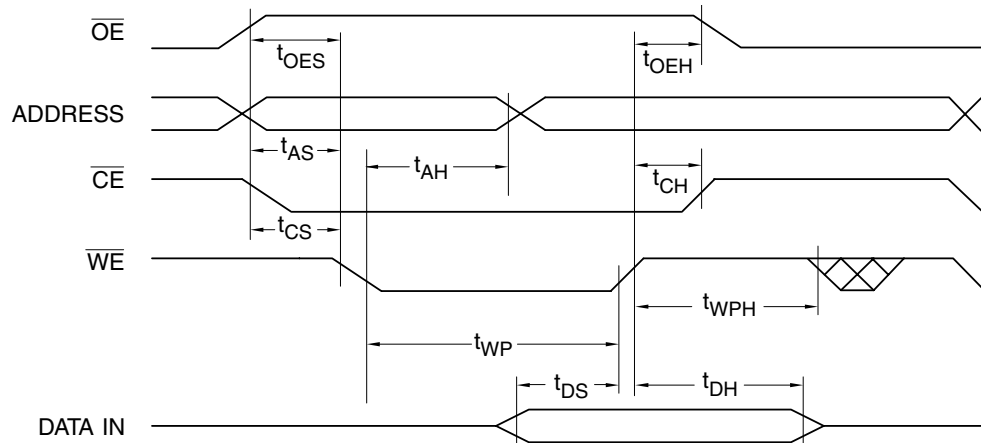 OE
tOES
tOEH
ADDRESS
tAS
tAH
CE
tCH
tCS
WE
tWPH
tWP
tDS
tDH
DATA IN